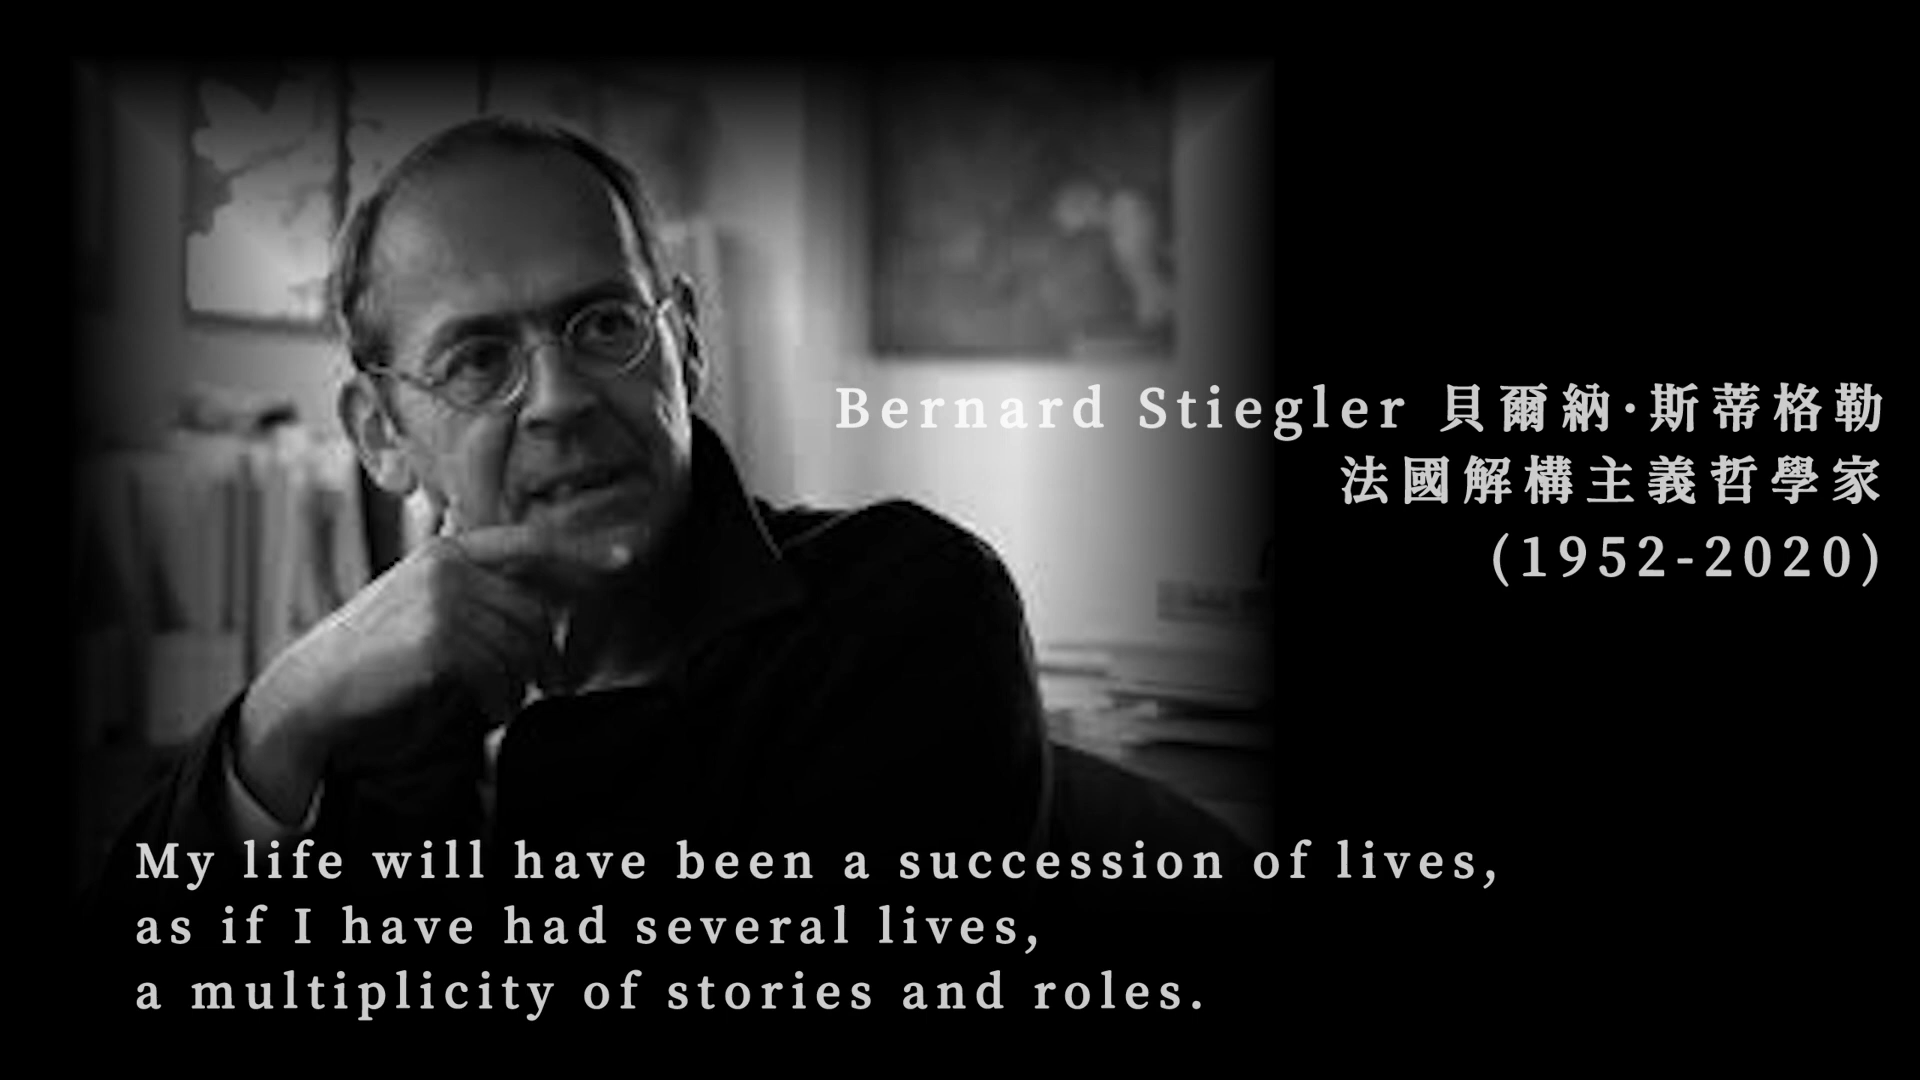 Bernard Stiegler 貝爾納·斯蒂格勒
法國解構主義哲學家
(1952-2020)
My life will have been a succession of lives,
as if I have had several lives,
a multiplicity of stories and roles.